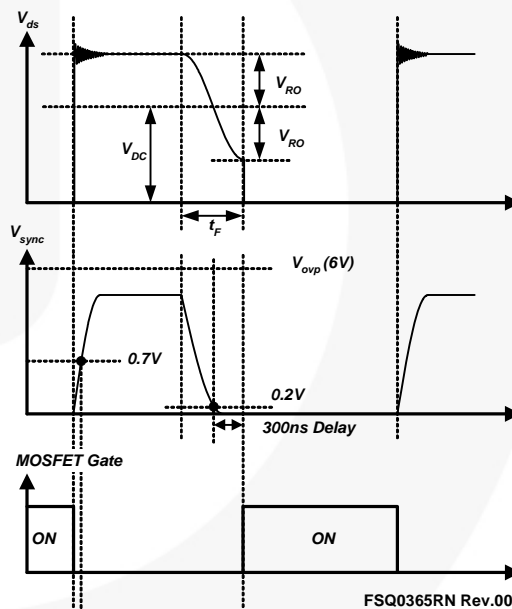 Vds
VRO
VDC
VRO
tF
Vsync
Vovp (6V)
0.7V
0.2V
300ns Delay
MOSFET Gate
ON
ON
FSQ0365RN Rev.00